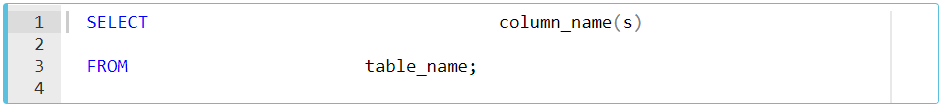 1 SELECT column_name(s)
2
3 FROM table_name;
4